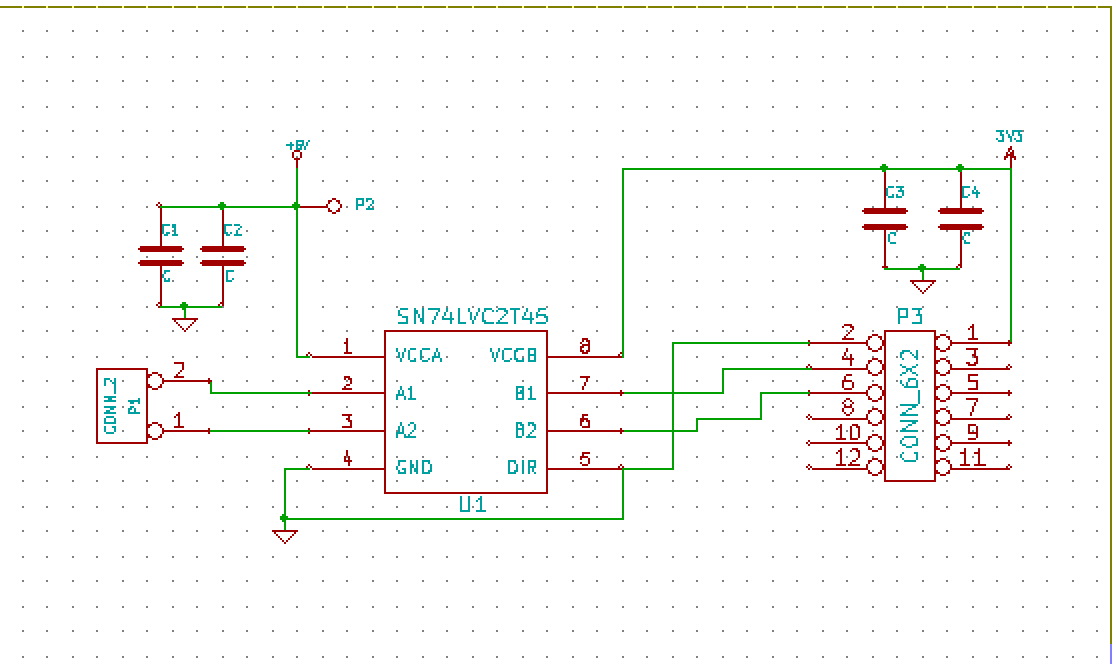 3V3
+5V
C3
C4
P2
C1
C2
C
C
C
C
SN74LVC2T45
P3
1
VCCA
VCCB
8
2
1
2
4
3
CONN_2
P1
2
A1
B1
7
6
5
CONN_6X2
8
7
1
3
A2
B2
6
10
9
4
GND
DIR
5
12
11
U1